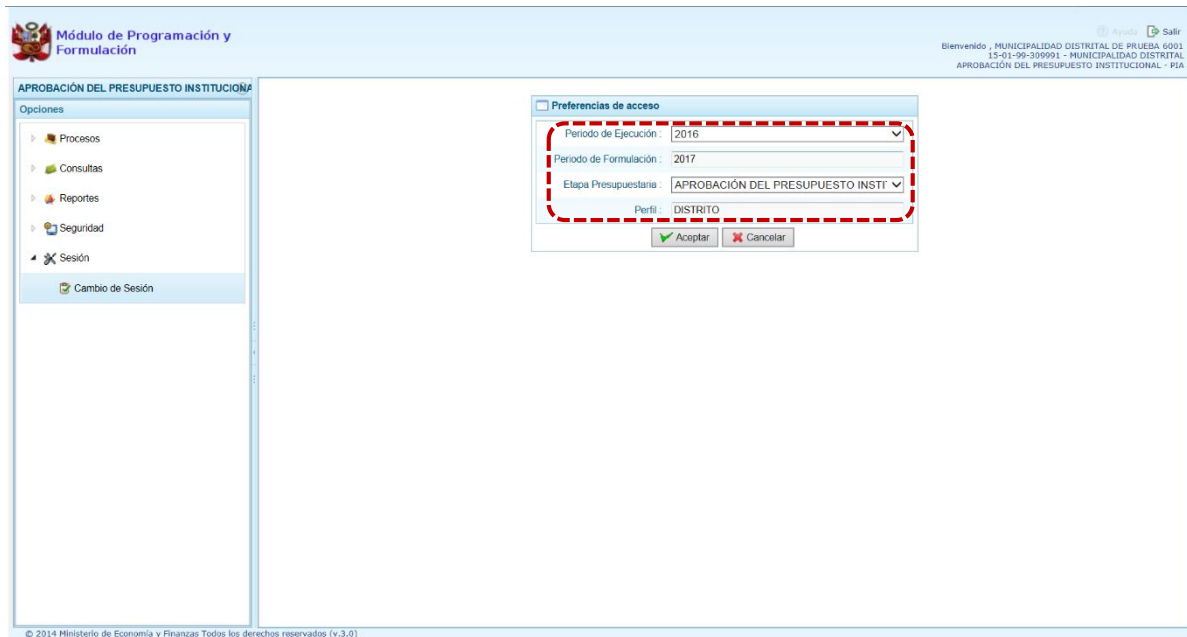 Módulo de Programación y
Formulación
Ayuda Salir
Bienvenido , MUNICIPALIDAD DISTRITAL DE PRUEBA 6001
15-01-99-309991 - MUNICIPALIDAD DISTRITAL
APROBACIÓN DEL PRESUPUESTO INSTITUCIONAL - PIA
APROBACIÓN DEL PRESUPUESTO INSTITUCIONA
Opciones
Procesos
Consultas
Reportes
Seguridad
Sesión
Cambio de Sesión
Preferencias de acceso
Periodo de Ejecución : 2016
Periodo de Formulación : 2017
Etapa Presupuestaria : APROBACIÓN DEL PRESUPUESTO INSTI
Perfil : DISTRITO
Aceptar Cancelar
© 2014 Ministerio de Economía y Finanzas Todos los derechos reservados (v.3.0)